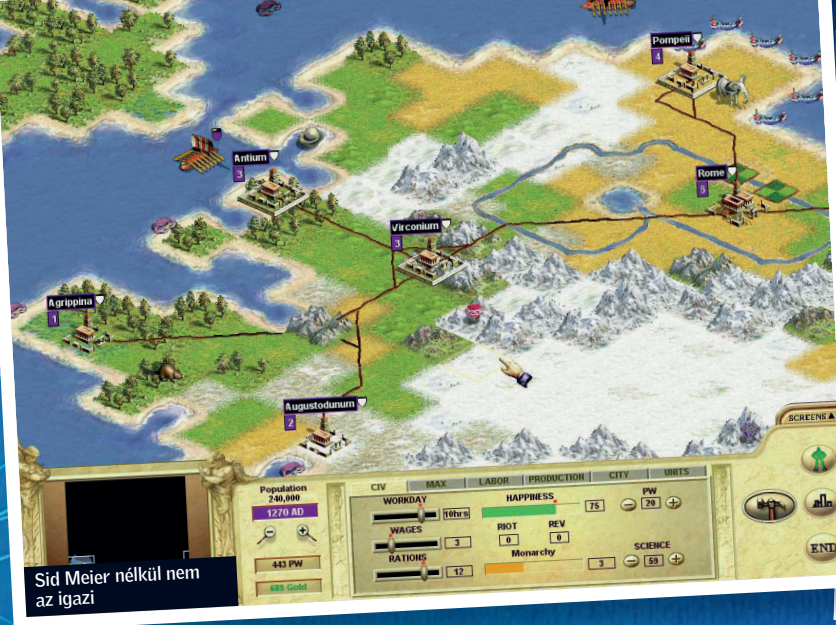 Pompeii
4
Antium
3
Rome
5
Virconium
3
Agrippina
1
Augustodunum
2
SCREENS
Population
240,000
1270 AD
443 PW
689 Gold
CIV MAX LABOR PRODUCTION CITY UNITS
WORKDAY
10hrs
WAGES
3
RATIONS
12
HAPPINESS
75
RIOT REV
0 0
Monarchy
3
PW
20
SCIENCE
59
END
Sid Meier nélkül nem
az igazi